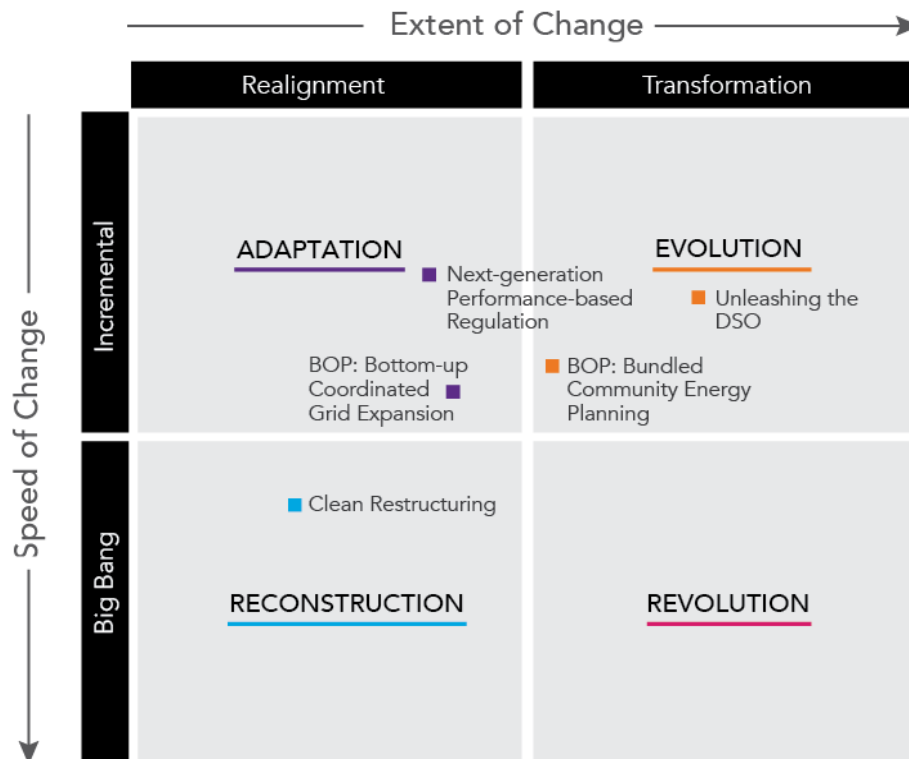 Extent of Change
Realignment
Transformation
Speed of Change
Incremental
ADAPTATION
Next-generation
Performance-based
Regulation
BOP: Bottom-up
Coordinated
Grid Expansion
EVOLUTION
Unleashing the
DSO
BOP: Bundled
Community Energy
Planning
Big Bang
Clean Restructuring
RECONSTRUCTION
REVOLUTION